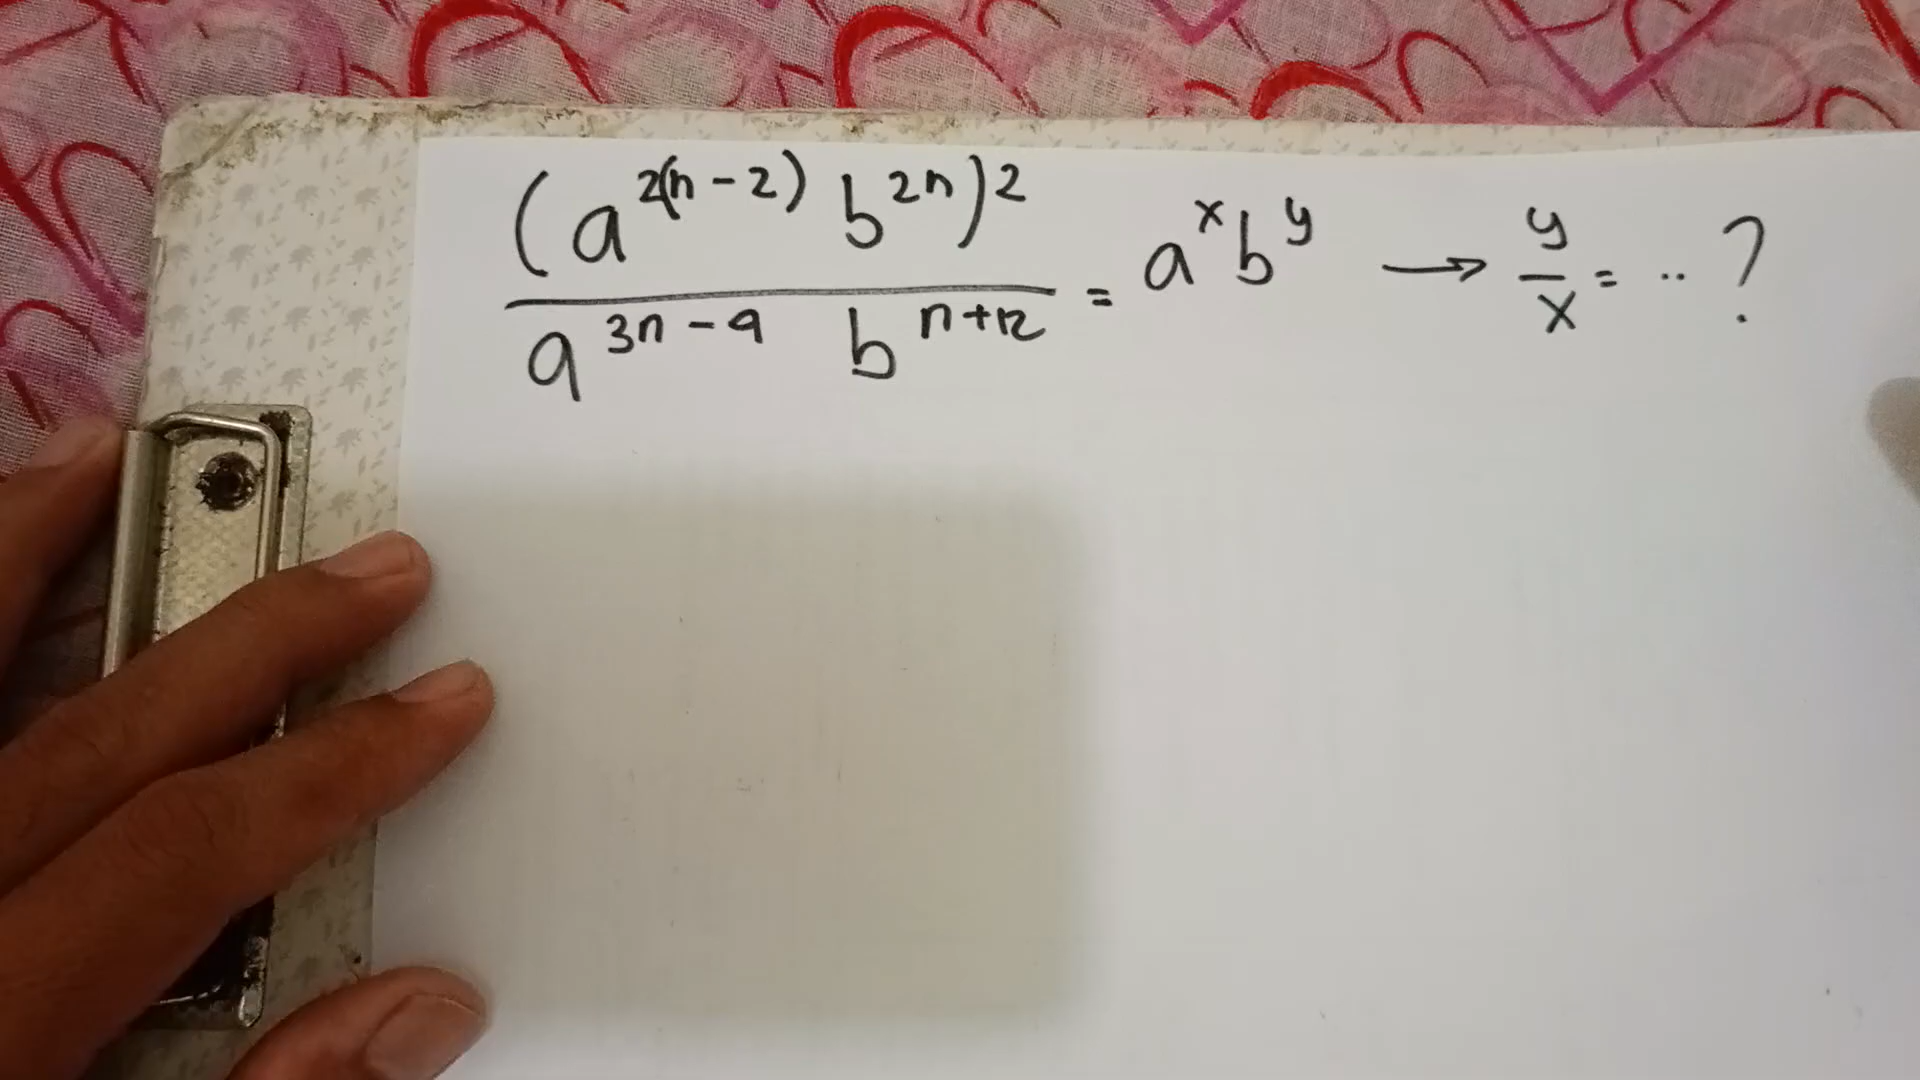 (a^{2(n-2)} b^{2n})^2 / a^{3n-9} b^{n+12} = a^x b^y → y/x = .. ?